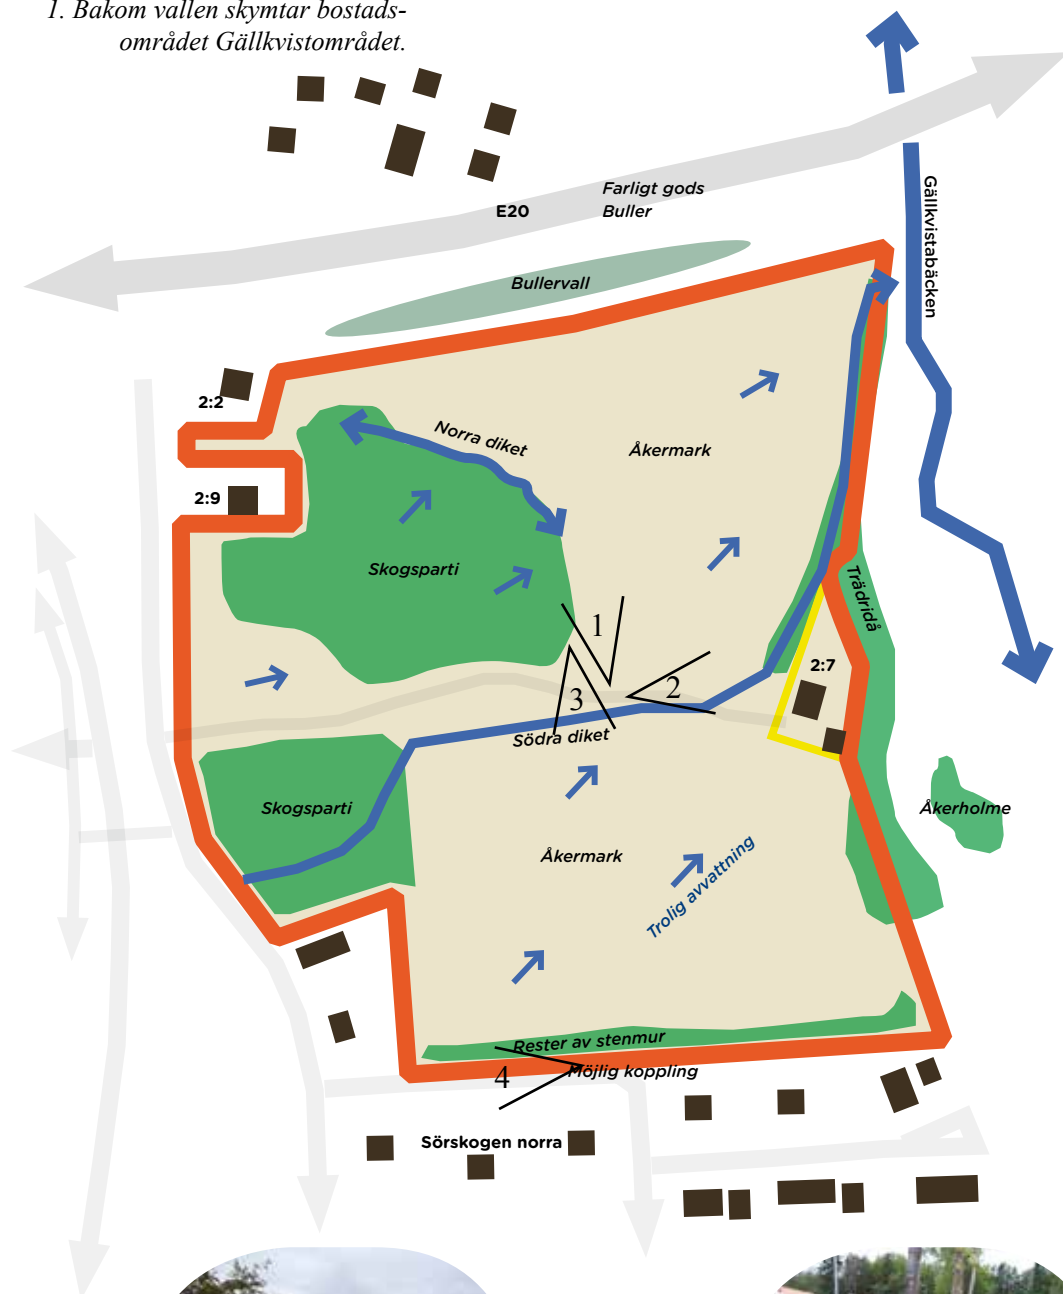 1. Bakom vallen skymtar bostads-
området Gällkvistområdet.
Farligt gods
E20
Buller
Gällkvistabäcken
Bullervall
2:2
Norra diket
Åkermark
2:9
Skogsparti
Trädridå
1
2:7
2
3
Södra diket
Skogsparti
Åkerholme
Åkermark
Trolig avvattning
Rester av stenmur
Möjlig koppling
4
Sörskogen norra